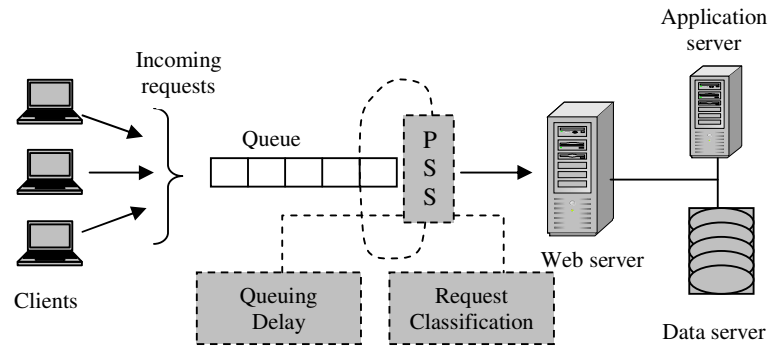 Application
server
Incoming
requests
Queue
P
S
S
Web server
Clients
Queuing
Delay
Request
Classification
Data server